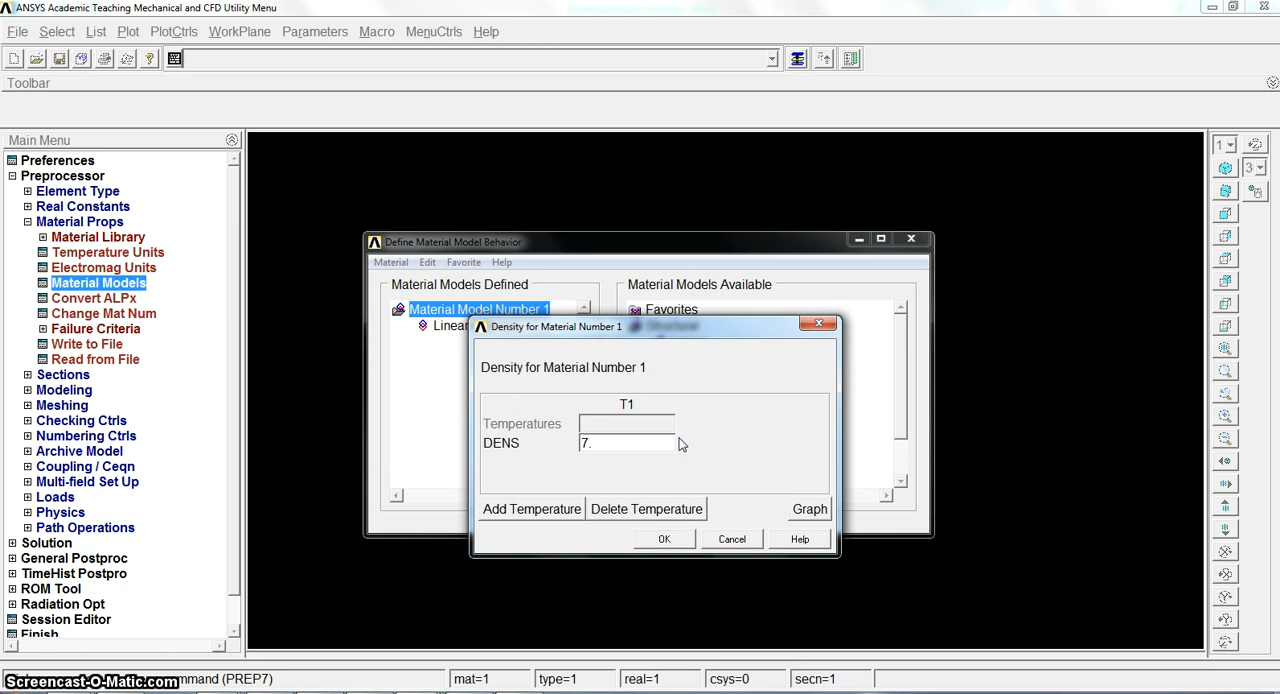 ANSYS Academic Teaching Mechanical and CFD Utility Menu
File Select List Plot PlotCtrls WorkPlane Parameters Macro MenuCtrls Help
Toolbar
Main Menu
Preferences
Preprocessor
Element Type
Real Constants
Material Props
Material Library
Temperature Units
Electromag Units
Material Models
Convert ALPx
Change Mat Num
Failure Criteria
Write to File
Read from File
Sections
Modeling
Meshing
Checking Ctrls
Numbering Ctrls
Archive Model
Coupling / Ceqn
Multi-field Set Up
Loads
Physics
Path Operations
Solution
General Postproc
TimeHist Postpro
ROM Tool
Radiation Opt
Session Editor
Finish
1
3
Define Material Model Behavior
Material Edit Favorite Help
Material Models Defined
Material Models Available
Material Model Number 1
Linear
Favorites
Structural
Density for Material Number 1
Density for Material Number 1
T1
Temperatures
DENS 7.
Add Temperature Delete Temperature Graph
OK Cancel Help
Screencast-O-Matic.com
mmand (PREP7) mat=1 type=1 real=1 csys=0 secn=1